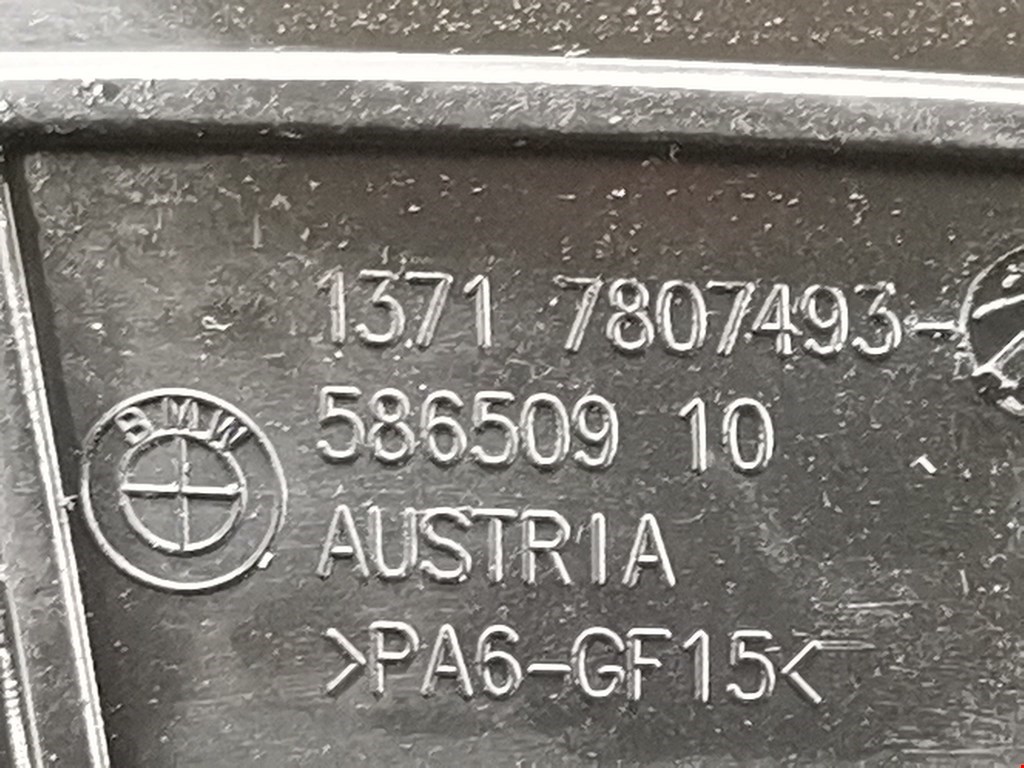 1371 7807493-
BMW
586509 10
AUSTRIA
>PA6-GF15<